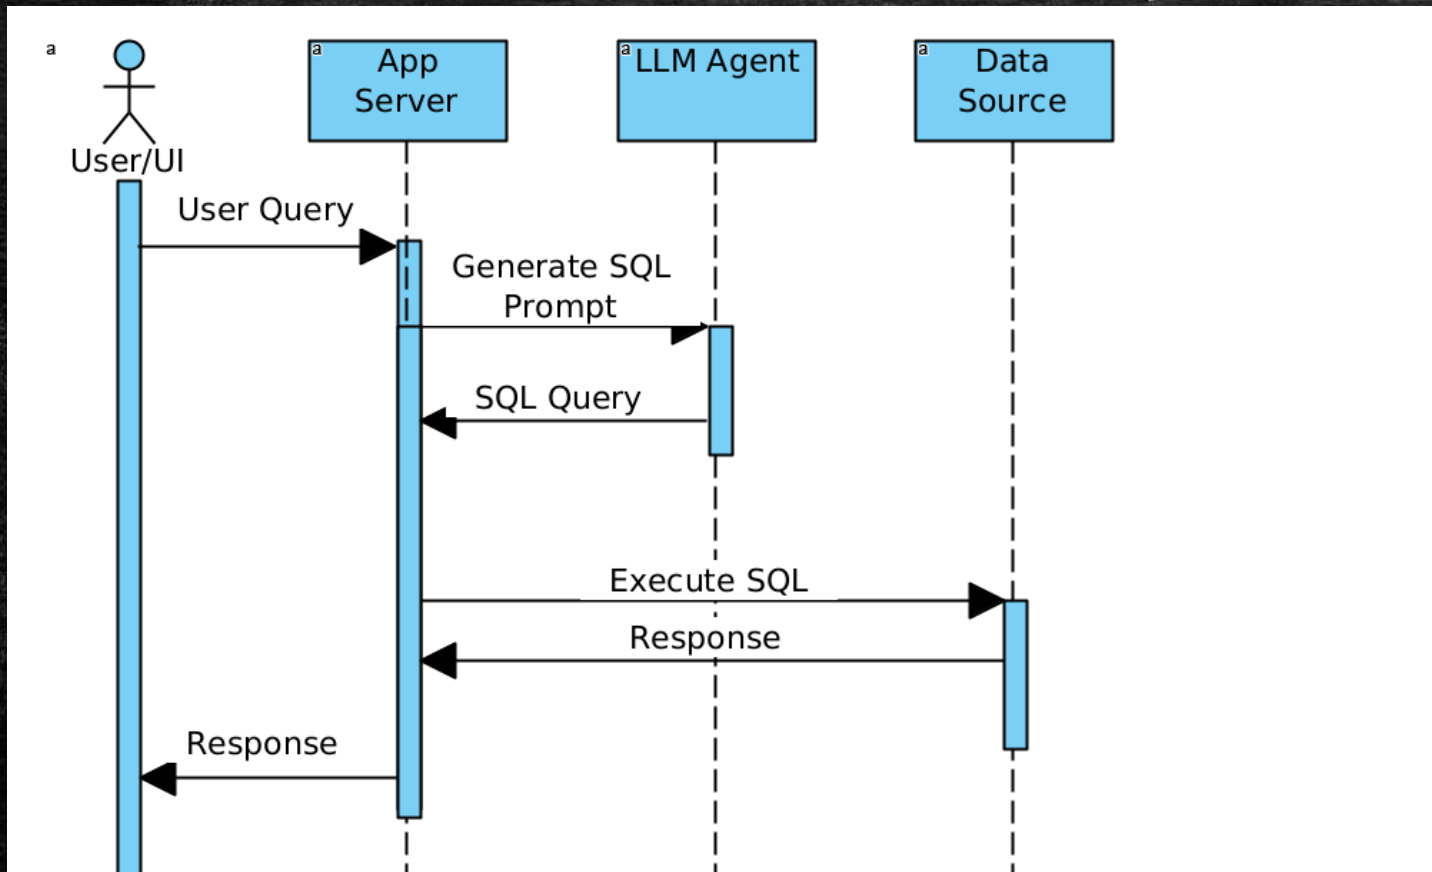 a
a
App
Server
a
LLM Agent
a
Data
Source
User/UI
User Query
Generate SQL
Prompt
SQL Query
Execute SQL
Response
Response